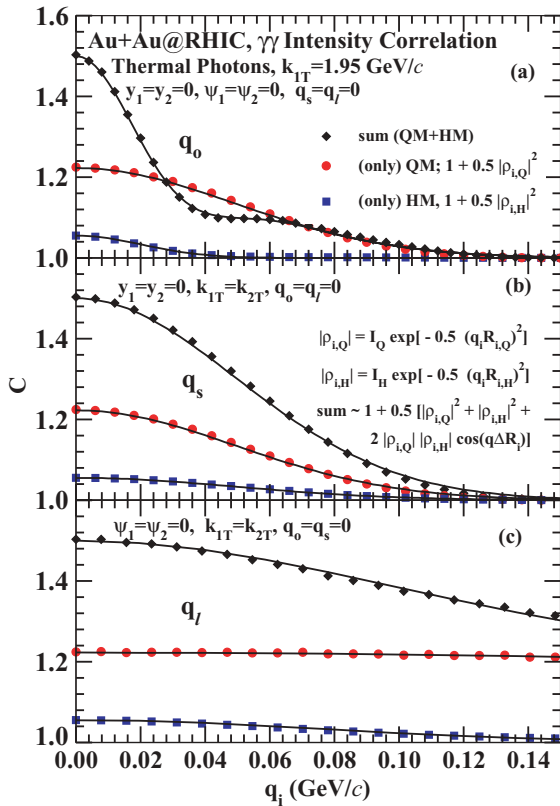 1.6
Au+Au@RHIC, γγ Intensity Correlation
Thermal Photons, k1T=1.95 GeV/c
(a)
y1=y2=0, ψ1=ψ2=0, qs=ql=0
1.4
qo
sum (QM+HM)
(only) QM; 1 + 0.5 |ρi,Q|²
(only) HM, 1 + 0.5 |ρi,H|²
1.2
1.0
y1=y2=0, k1T=k2T, qo=ql=0
(b)
1.4
|ρi,Q| = IQ exp[ - 0.5 (qiRi,Q)²]
qs
|ρi,H| = IH exp[ - 0.5 (qiRi,H)²]
C
sum ~ 1 + 0.5 [|ρi,Q|² + |ρi,H|² +
2 |ρi,Q| |ρi,H| cos(qΔRi)]
1.2
1.0
ψ1=ψ2=0, k1T=k2T, qo=qs=0
(c)
1.4
ql
1.2
1.0
0.00 0.02 0.04 0.06 0.08 0.10 0.12 0.14
qi (GeV/c)